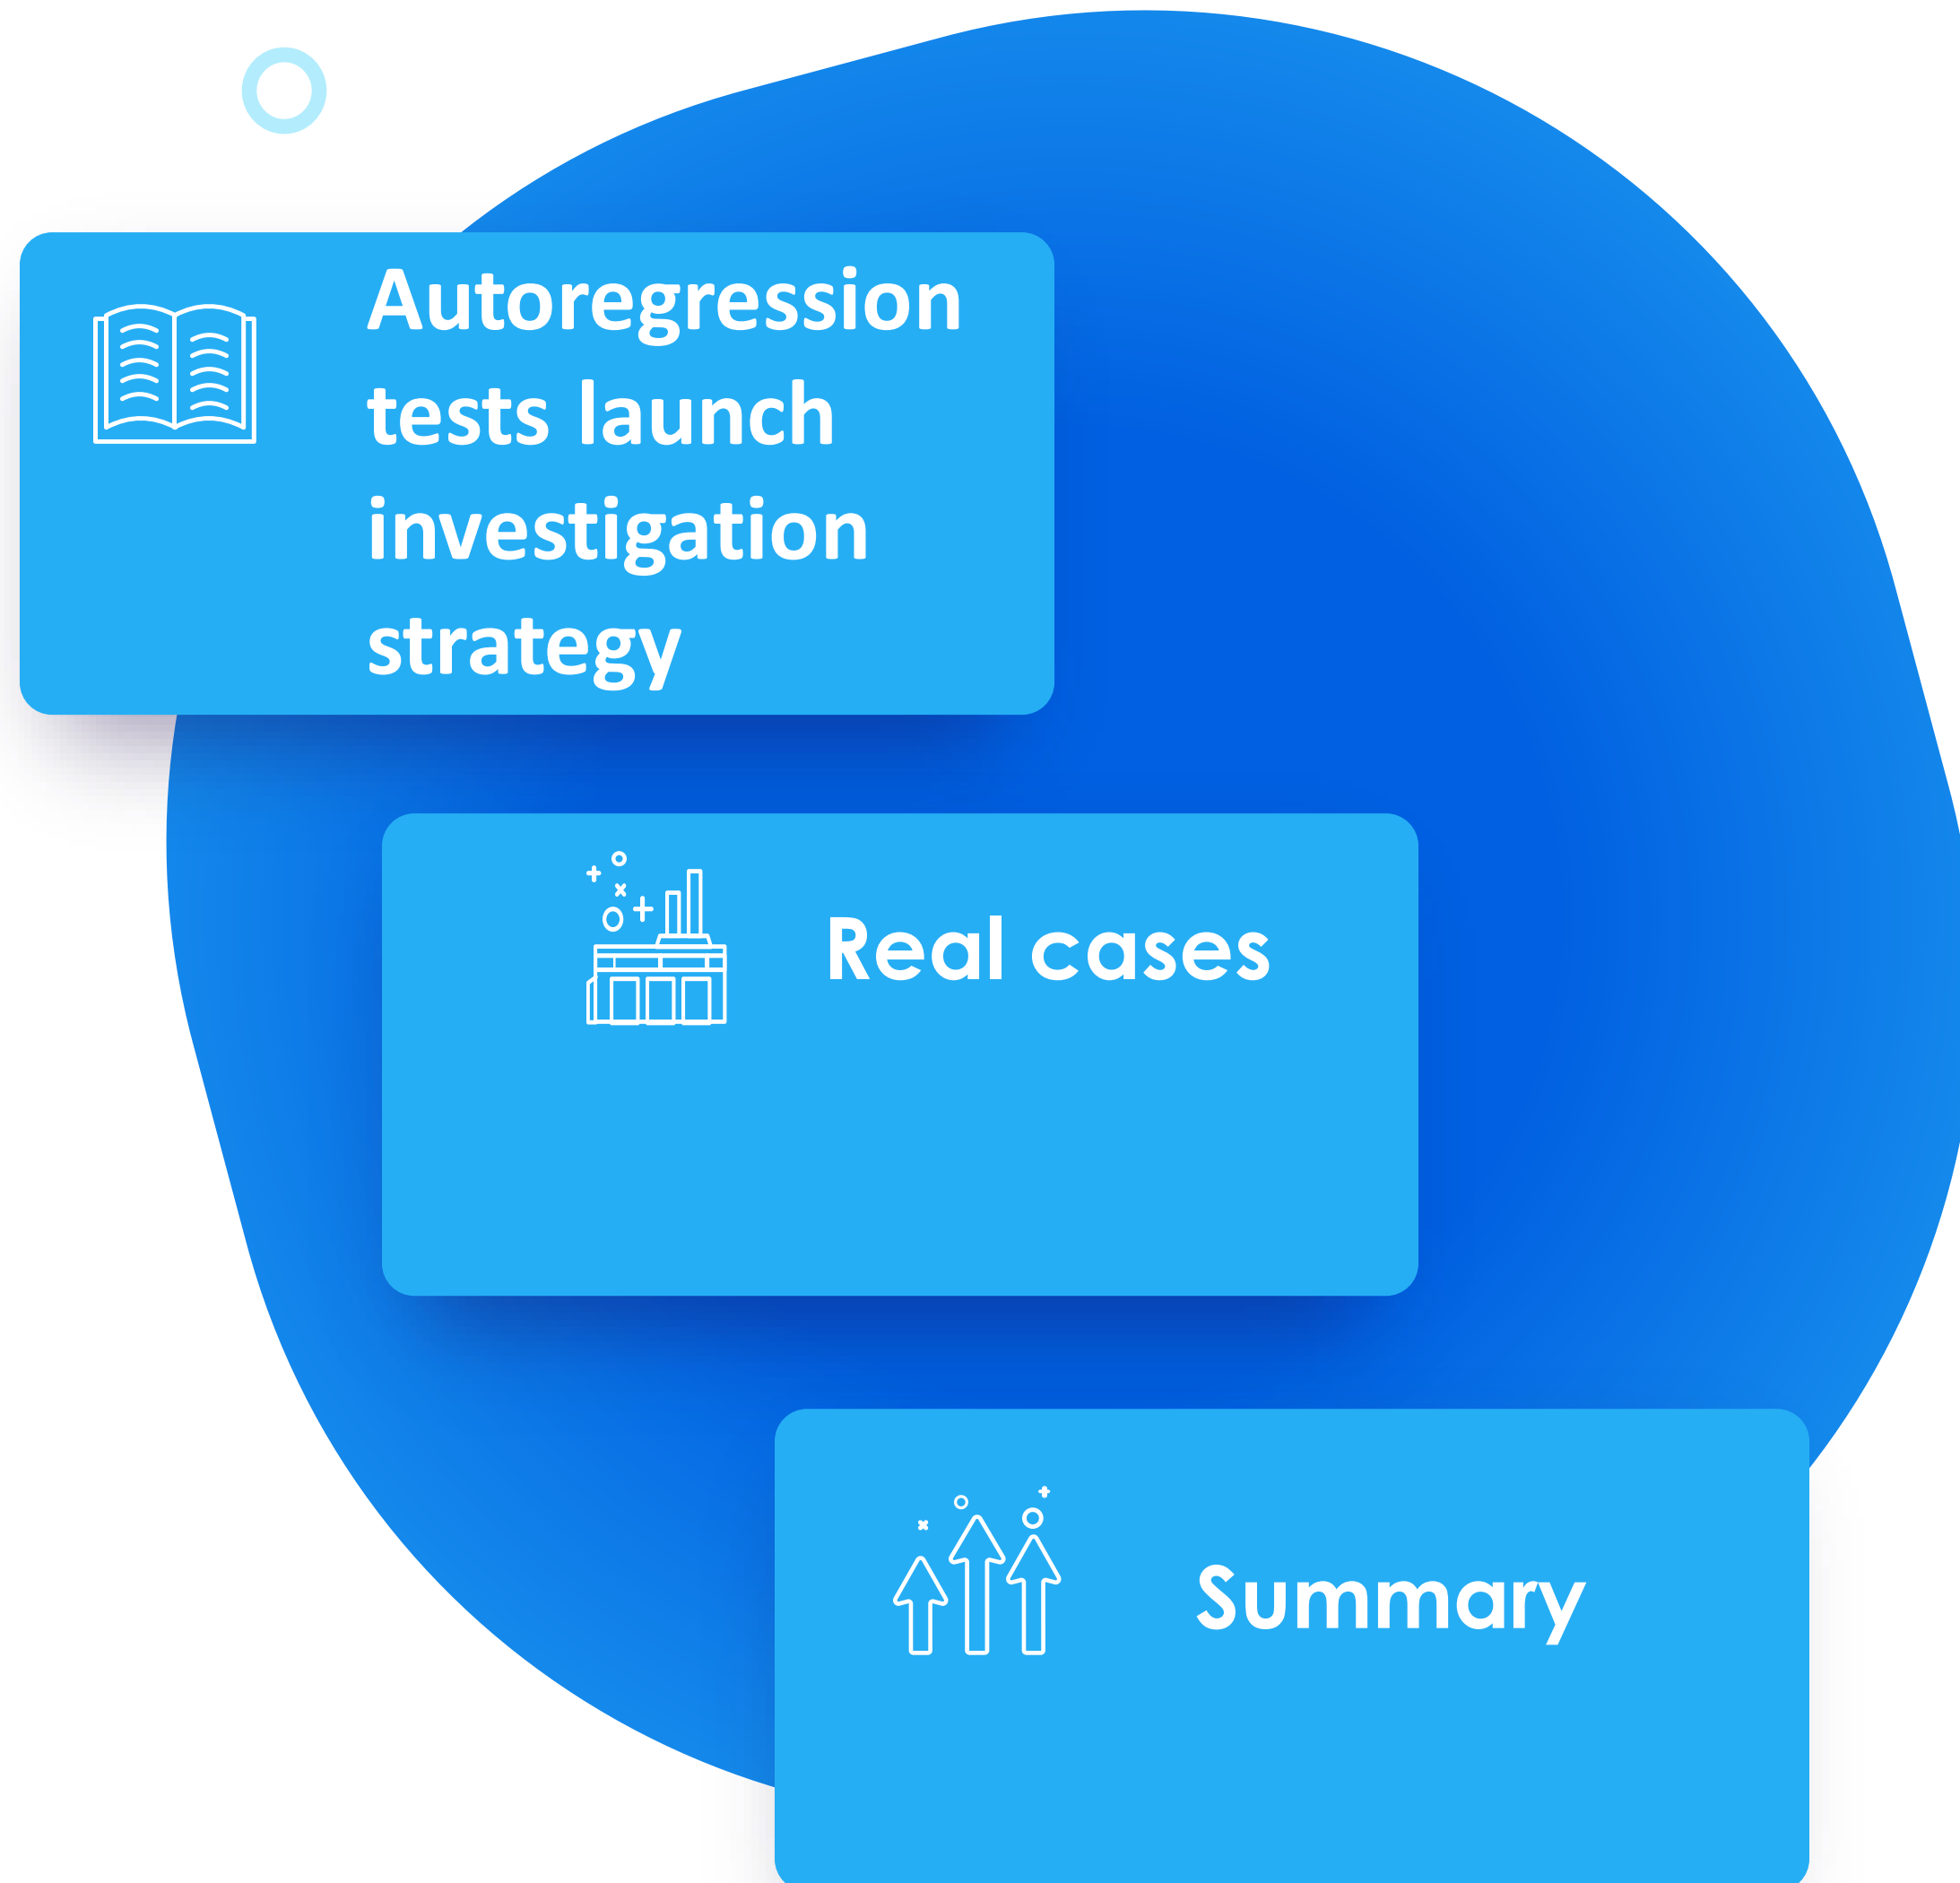 Autoregression
tests launch
investigation
strategy
Real cases
Summary